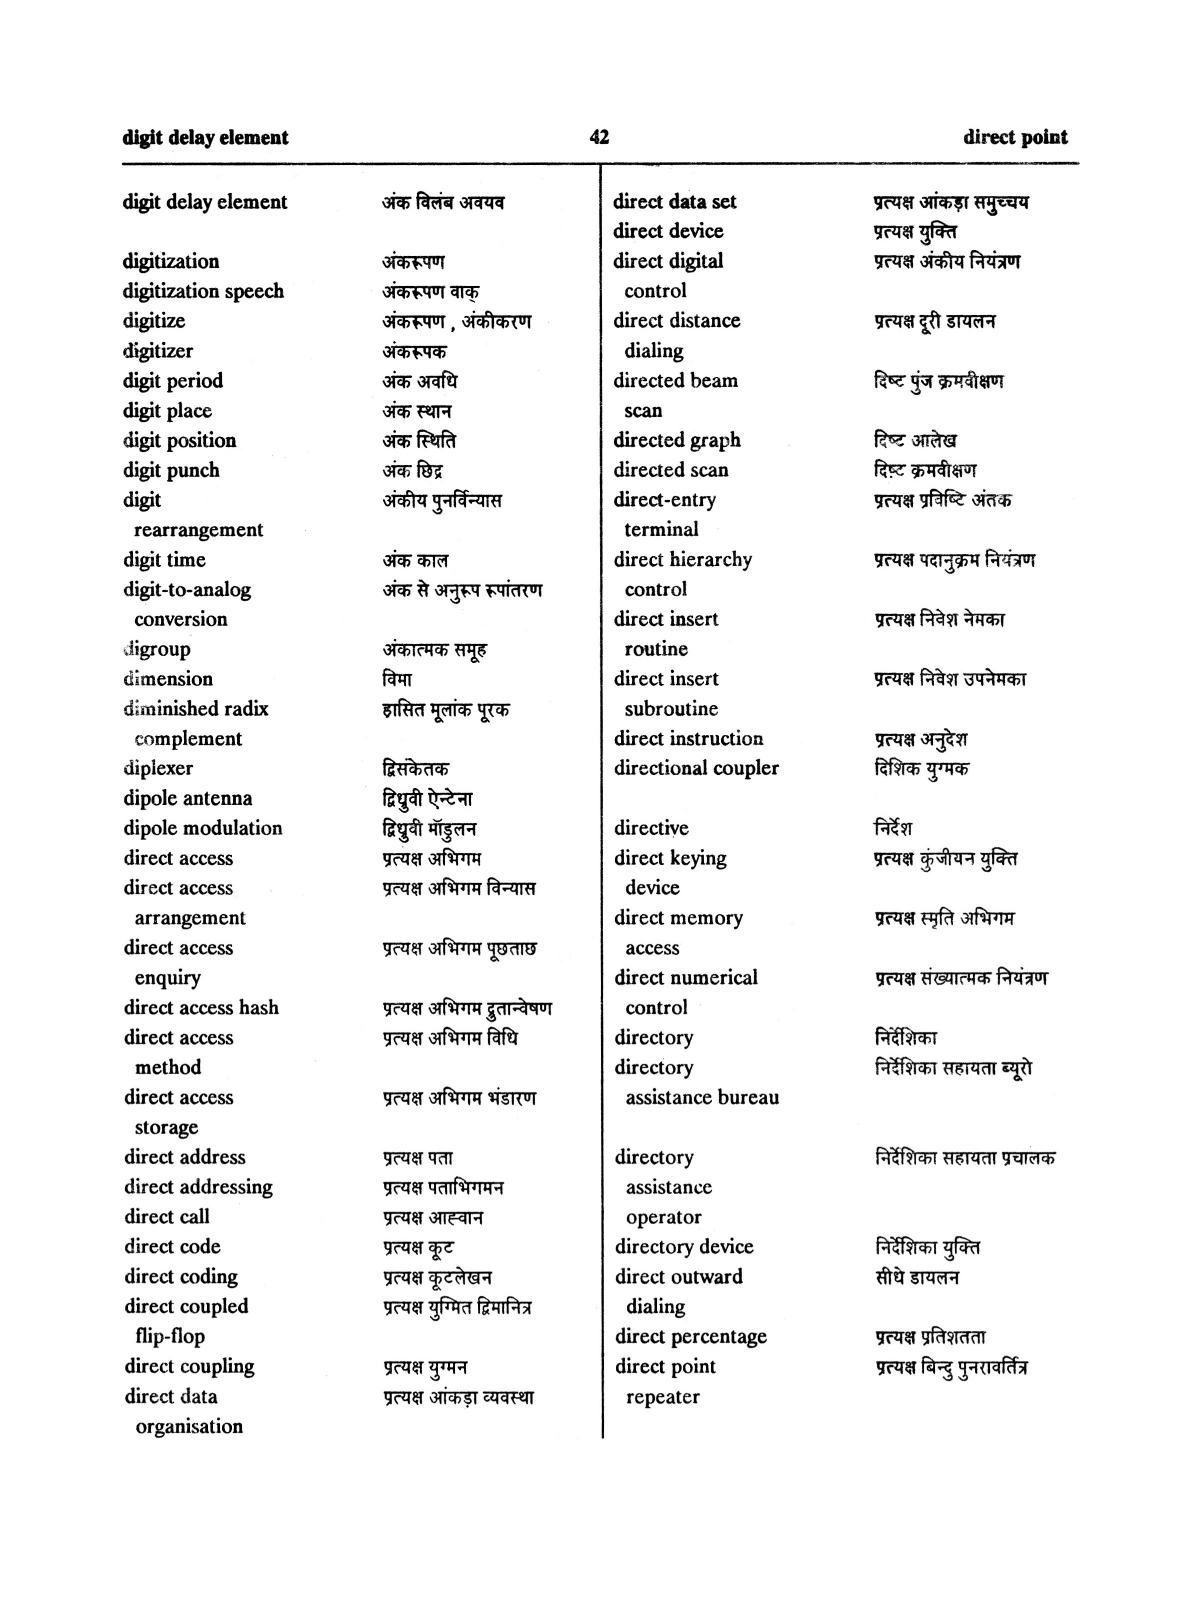 digit delay element 42 direct point
digit delay element अंक विलंब अवयव
digitization अंकरूपण
digitization speech अंकरूपण वाक्
digitize अंकरूपण , अंकीकरण
digitizer अंकरूपक
digit period अंक अवधि
digit place अंक स्थान
digit position अंक स्थिति
digit punch अंक छिद्र
digit अंकीय पुनर्विन्यास
rearrangement
digit time अंक काल
digit-to-analog अंक से अनुरूप रूपांतरण
conversion
digroup अंकात्मक समूह
dimension विमा
diminished radix ह्रासित मूलांक पूरक
complement
diplexer द्विसंकेतक
dipole antenna द्विध्रुवी ऐन्टेना
dipole modulation द्विध्रुवी मॉडुलन
direct access प्रत्यक्ष अभिगम
direct access प्रत्यक्ष अभिगम विन्यास
arrangement
direct access प्रत्यक्ष अभिगम पूछताछ
enquiry
direct access hash प्रत्यक्ष अभिगम द्रुतान्वेषण
direct access प्रत्यक्ष अभिगम विधि
method
direct access प्रत्यक्ष अभिगम भंडारण
storage
direct address प्रत्यक्ष पता
direct addressing प्रत्यक्ष पताभिगमन
direct call प्रत्यक्ष आह्वान
direct code प्रत्यक्ष कूट
direct coding प्रत्यक्ष कूटलेखन
direct coupled प्रत्यक्ष युग्मित द्विमानित्र
flip-flop
direct coupling प्रत्यक्ष युग्मन
direct data प्रत्यक्ष आंकड़ा व्यवस्था
organisation
direct data set प्रत्यक्ष आंकड़ा समुच्चय
direct device प्रत्यक्ष युक्ति
direct digital प्रत्यक्ष अंकीय नियंत्रण
control
direct distance प्रत्यक्ष दूरी डायलन
dialing
directed beam दिष्ट पुंज क्रमवीक्षण
scan
directed graph दिष्ट आलेख
directed scan दिष्ट क्रमवीक्षण
direct-entry प्रत्यक्ष प्रविष्टि अंतक
terminal
direct hierarchy प्रत्यक्ष पदानुक्रम नियंत्रण
control
direct insert प्रत्यक्ष निवेश नेमका
routine
direct insert प्रत्यक्ष निवेश उपनेमका
subroutine
direct instruction प्रत्यक्ष अनुदेश
directional coupler दिशिक युग्मक
directive निर्देश
direct keying प्रत्यक्ष कुंजीयन युक्ति
device
direct memory प्रत्यक्ष स्मृति अभिगम
access
direct numerical प्रत्यक्ष संख्यात्मक नियंत्रण
control
directory निर्देशिका
directory निर्देशिका सहायता ब्यूरो
assistance bureau
directory निर्देशिका सहायता प्रचालक
assistance
operator
directory device निर्देशिका युक्ति
direct outward सीधे डायलन
dialing
direct percentage प्रत्यक्ष प्रतिशतता
direct point प्रत्यक्ष बिन्दु पुनरावर्तित्र
repeater